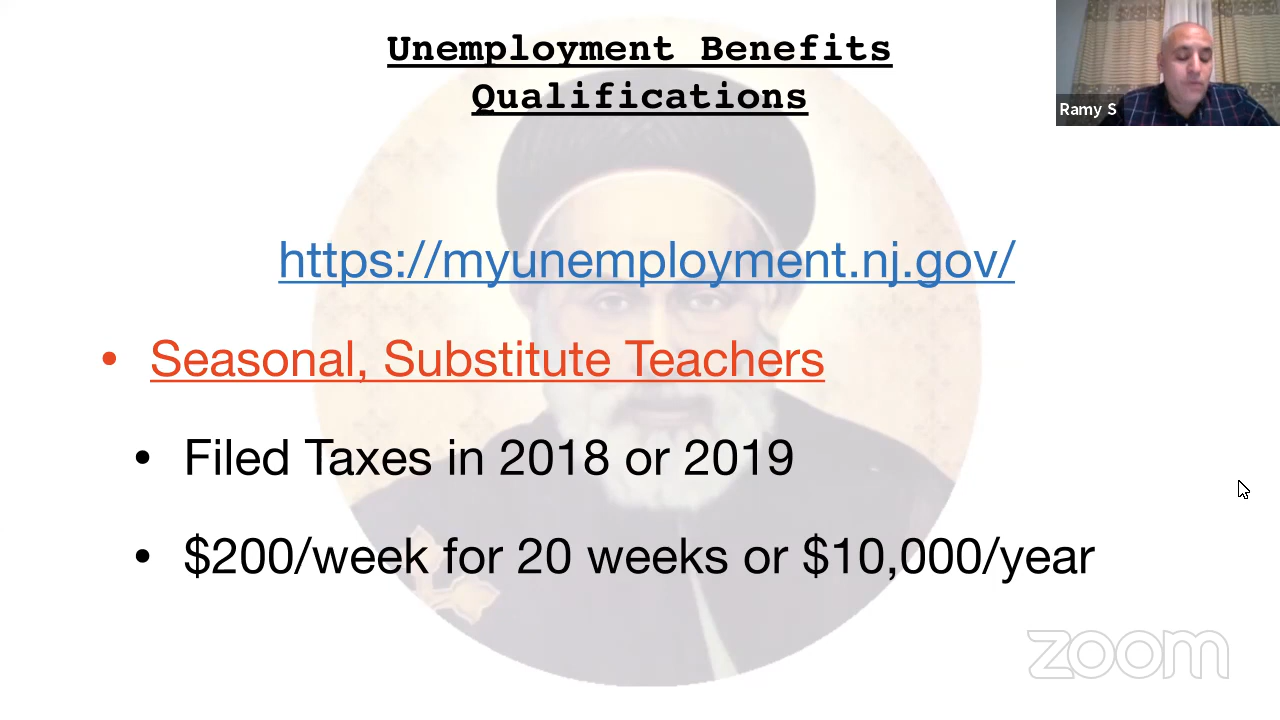 Unemployment Benefits
Qualifications
Ramy S
https://myunemployment.nj.gov/
• Seasonal, Substitute Teachers
• Filed Taxes in 2018 or 2019
• $200/week for 20 weeks or $10,000/year
zoom